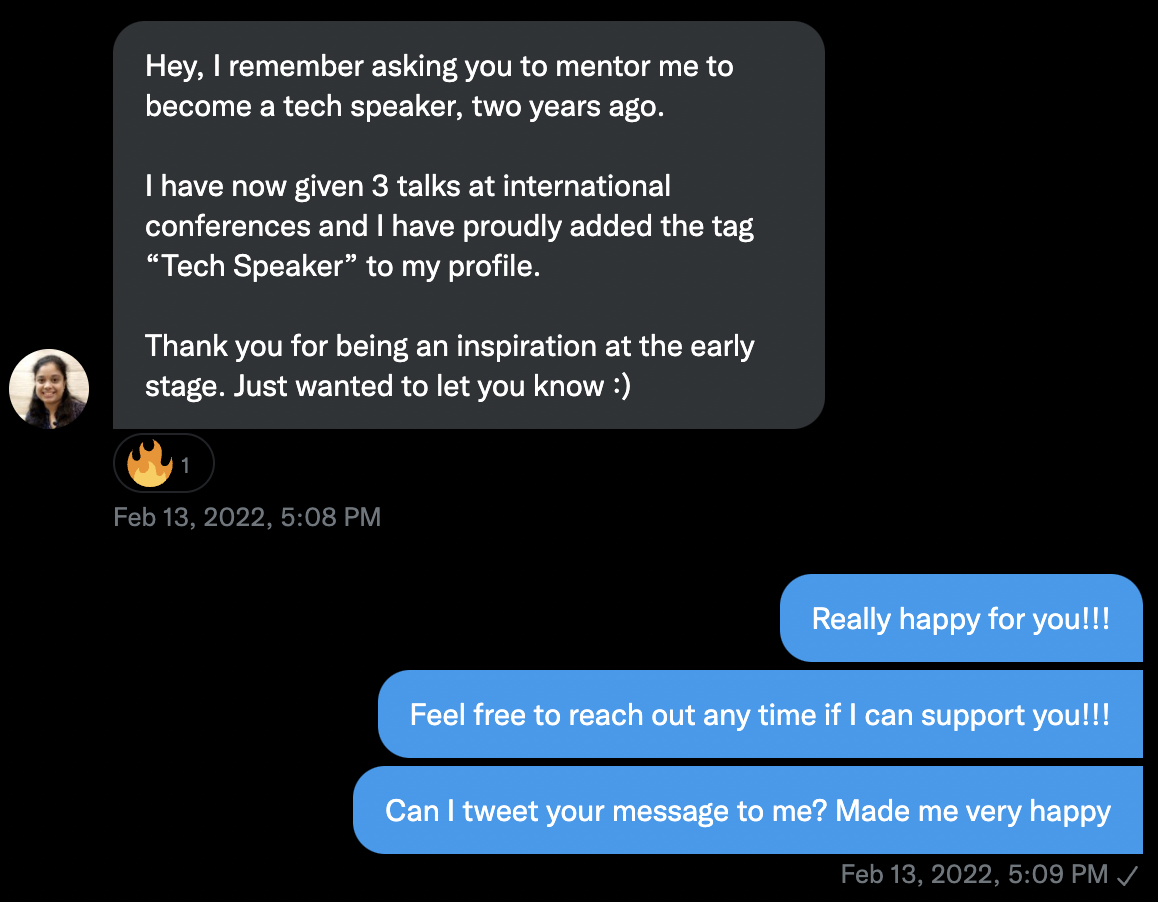 Hey, I remember asking you to mentor me to
become a tech speaker, two years ago.
I have now given 3 talks at international
conferences and I have proudly added the tag
“Tech Speaker” to my profile.
Thank you for being an inspiration at the early
stage. Just wanted to let you know :)
1
Feb 13, 2022, 5:08 PM
Really happy for you!!!
Feel free to reach out any time if I can support you!!!
Can I tweet your message to me? Made me very happy
Feb 13, 2022, 5:09 PM